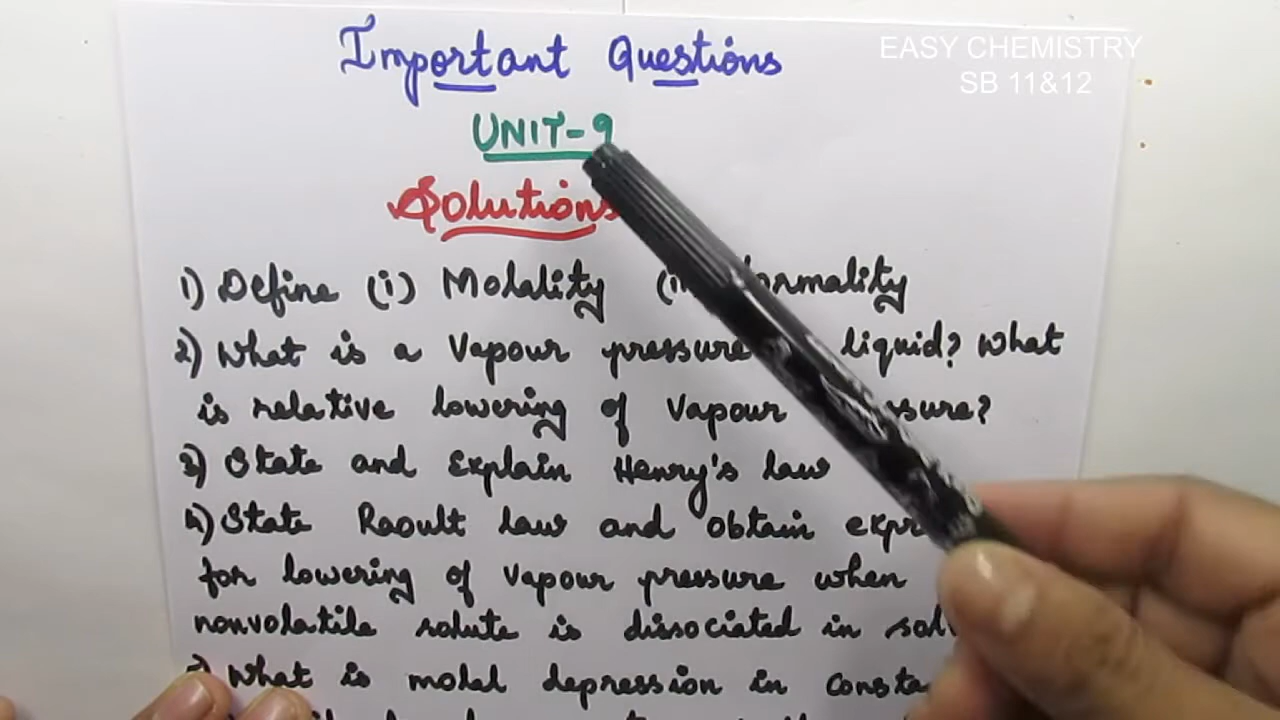 Important Questions
EASY CHEMISTRY
SB 11&12
UNIT-9
Solutions
1) Define (i) Molality
2) What is a Vapour pressure liquid? What
is relative lowering of Vapour
3) State and Explain Henry's law
4) State Raoult law and obtain
for lowering of vapour pressure when
nonvolatile solute is dissociated in
What is molal depression in